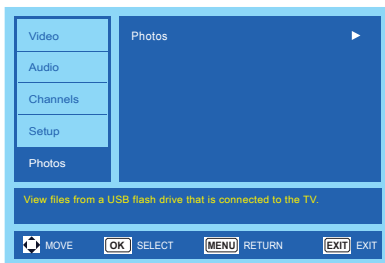 Video
Audio
Channels
Setup
Photos
Photos
View files from a USB flash drive that is connected to the TV.
MOVE OK SELECT MENU RETURN EXIT EXIT